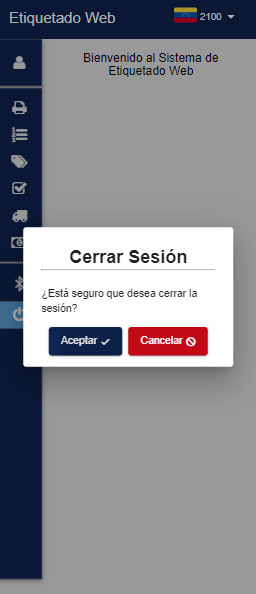 Etiquetado Web
2100
Bienvenido al Sistema de
Etiquetado Web
Cerrar Sesión
¿Está seguro que desea cerrar la
sesión?
Aceptar
Cancelar